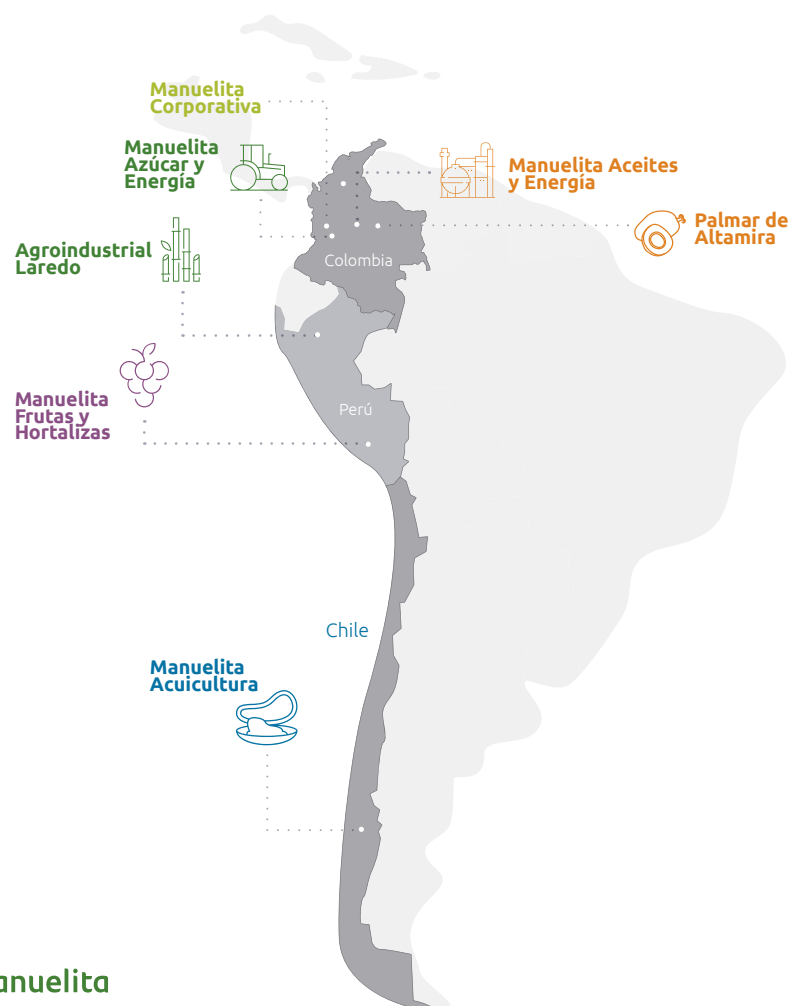 Manuelita
Corporativa
Manuelita
Azúcar y
Energía
Manuelita Aceites
y Energía
Palmar de
Altamira
Agroindustrial
Laredo
Colombia
Manuelita
Frutas y
Hortalizas
Perú
Chile
Manuelita
Acuicultura
anuelita